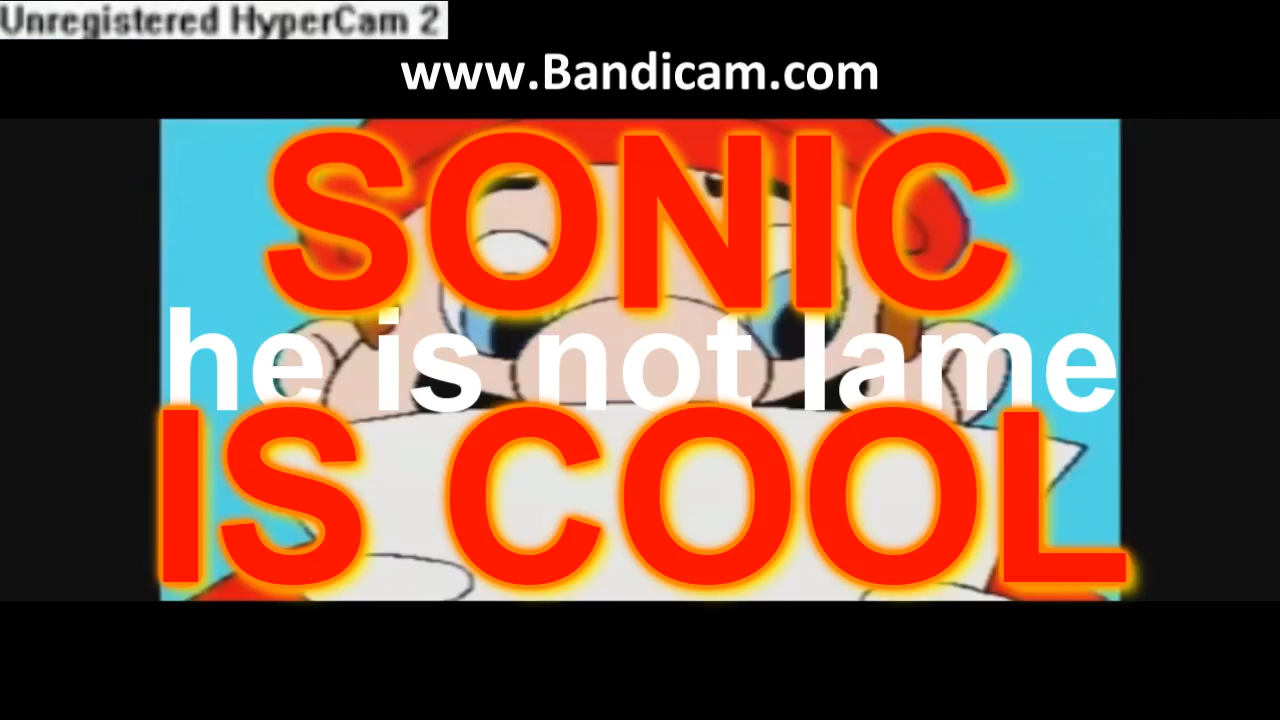 Unregistered HyperCam 2
www.Bandicam.com
SONIC
he is not lame
IS COOL